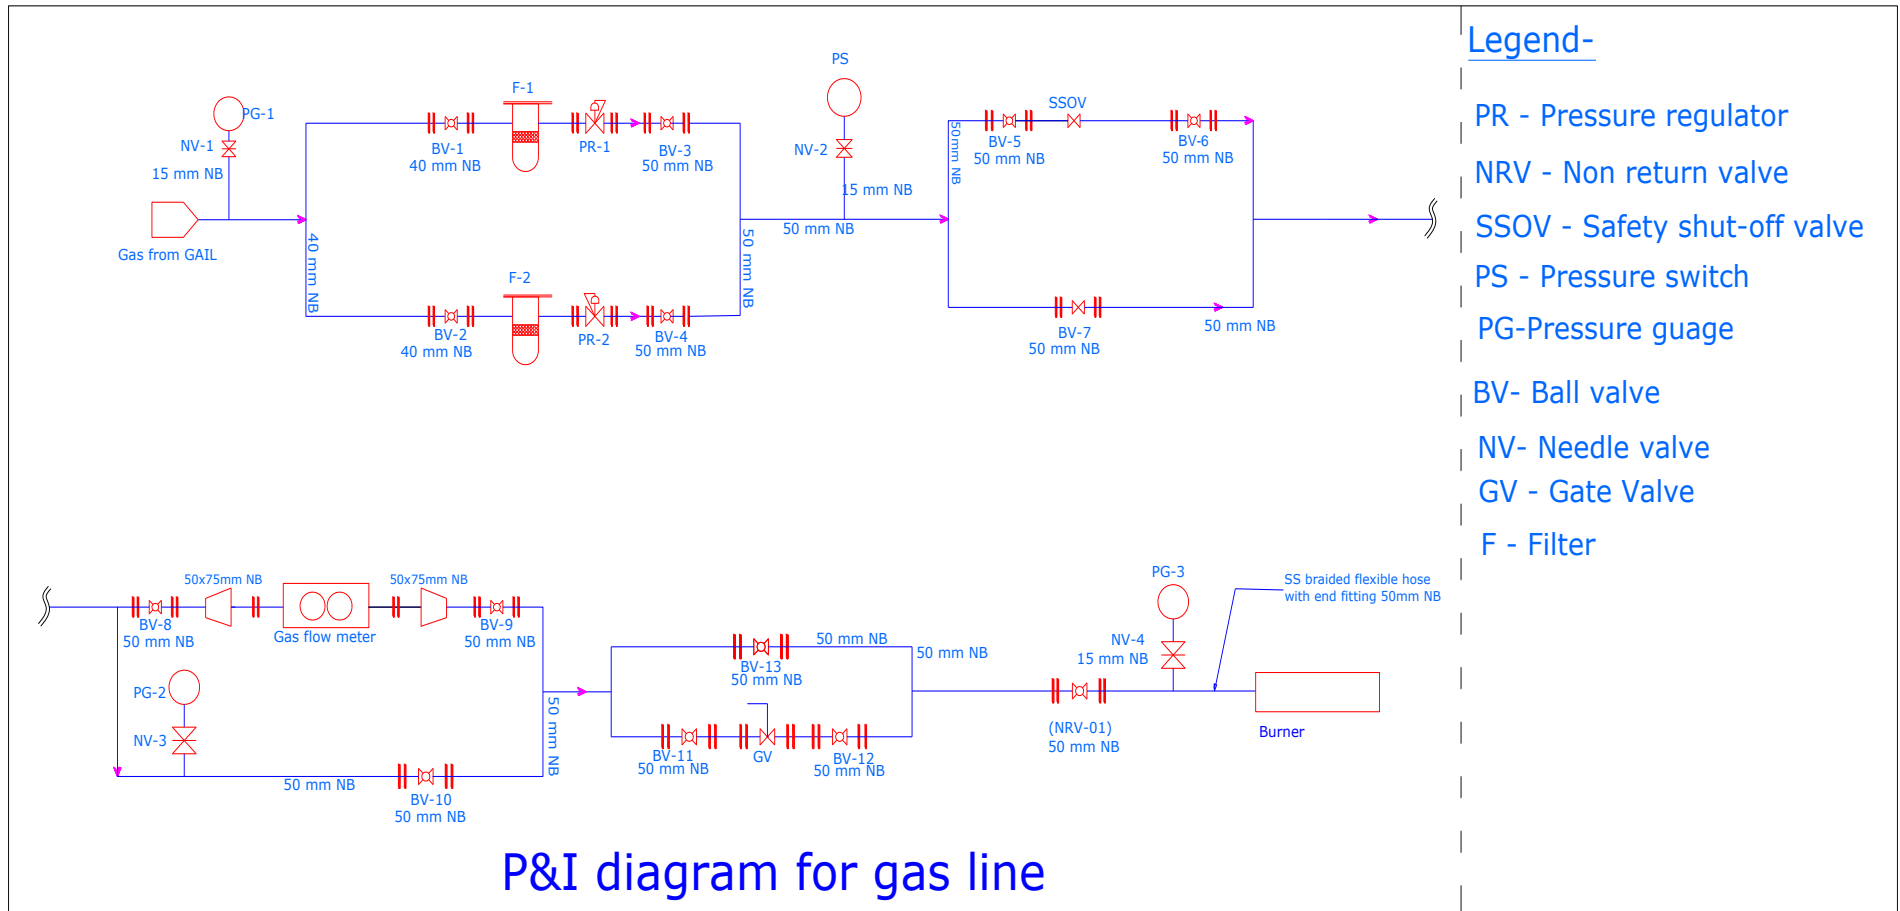 PS
F-1
PG-1
SSOV
NV-1
BV-1
40 mm NB
PR-1
BV-3
50 mm NB
NV-2
BV-5
50 mm NB
BV-6
50 mm NB
50mm NB
15 mm NB
15 mm NB
50 mm NB
Gas from GAIL
40 mm NB
50 mm NB
F-2
BV-2
40 mm NB
PR-2
BV-4
50 mm NB
BV-7
50 mm NB
50 mm NB
50x75mm NB
50x75mm NB
BV-8
50 mm NB
Gas flow meter
BV-9
50 mm NB
PG-2
NV-3
50 mm NB
BV-10
50 mm NB
50 mm NB
50 mm NB
50 mm NB
BV-13
50 mm NB
BV-11
50 mm NB
GV
BV-12
50 mm NB
PG-3
NV-4
15 mm NB
SS braided flexible hose
with end fitting 50mm NB
(NRV-01)
50 mm NB
Burner
P&I diagram for gas line
Legend-
PR - Pressure regulator
NRV - Non return valve
SSOV - Safety shut-off valve
PS - Pressure switch
PG-Pressure guage
BV- Ball valve
NV- Needle valve
GV - Gate Valve
F - Filter